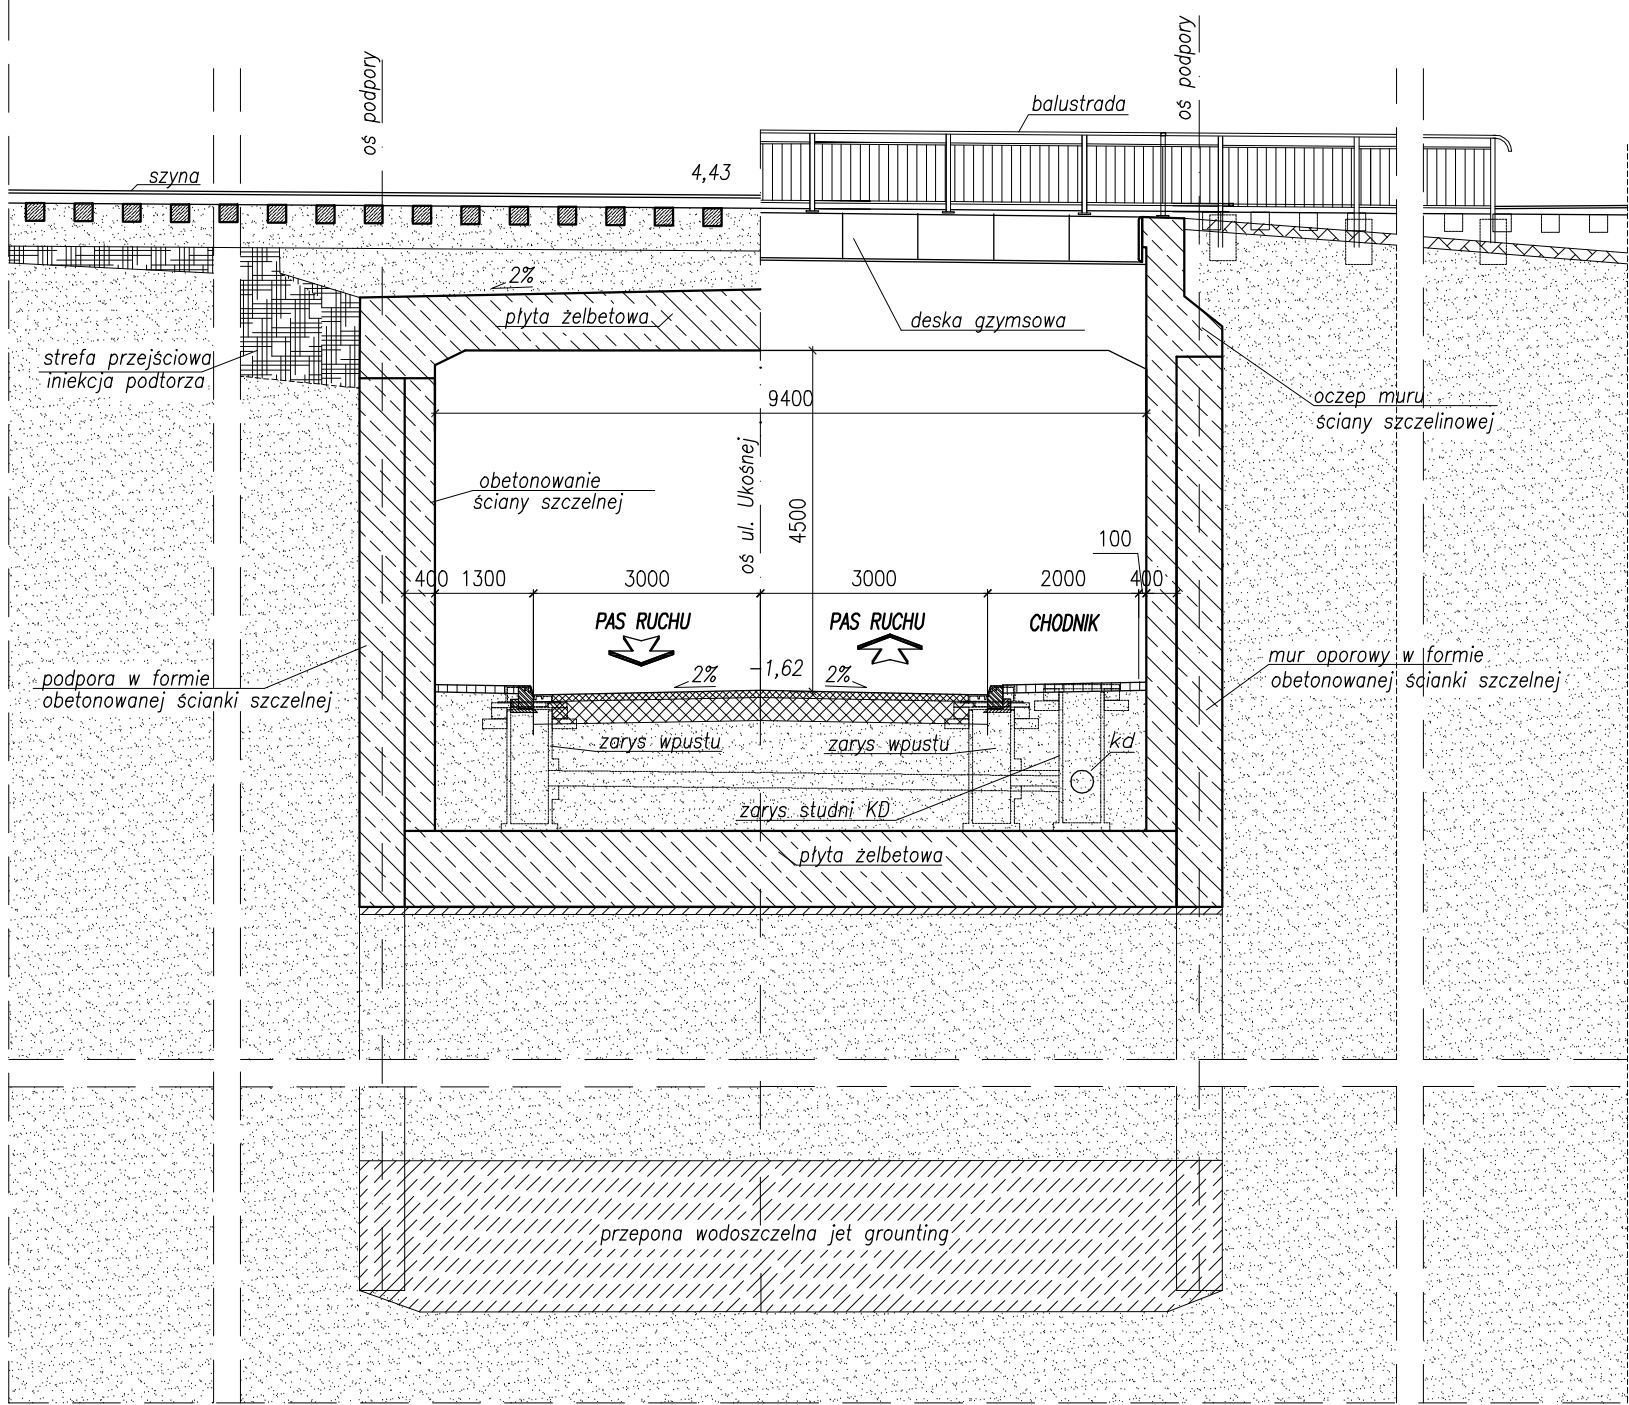 oś podpory
oś podpory
balustrada
szyna
4,43
2%
płyta żelbetowa
deska gzymsowa
strefa przejściowa
iniekcja podtorza
9400
oczep muru
ściany szczelinowej
obetonowanie
ściany szczelnej
oś ul. Ukośnej
4500
100
400
1300
3000
3000
2000
400
PAS RUCHU
PAS RUCHU
CHODNIK
podpora w formie
obetonowanej ścianki szczelnej
2%
-1,62
2%
mur oporowy w formie
obetonowanej ścianki szczelnej
zarys wpustu
zarys wpustu
kd
zarys studni KD
płyta żelbetowa
przepona wodoszczelna jet grounting